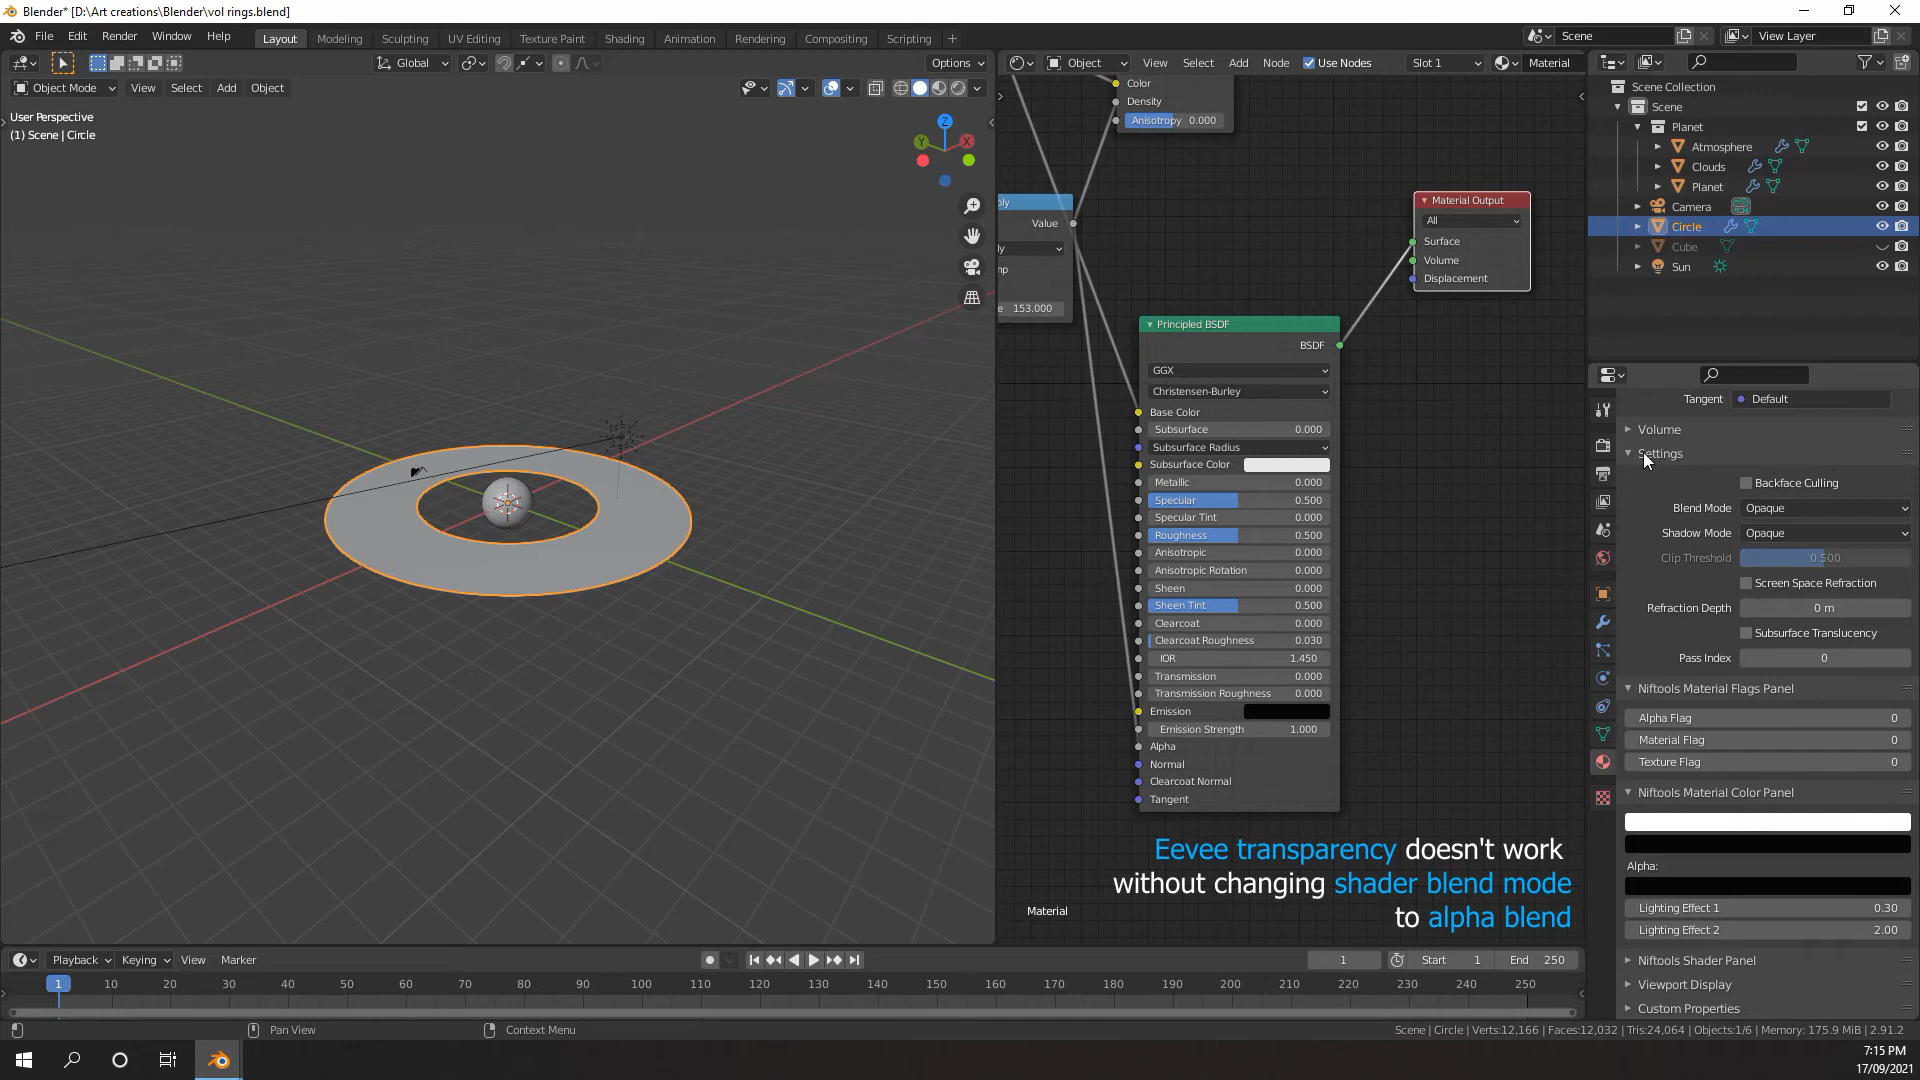 Blender* [D:\Art creations\Blender\vol rings.blend]
File Edit Render Window Help Layout Modeling Sculpting UV Editing Texture Paint Shading Animation Rendering Compositing Scripting Scene View Layer
Global Options Object View Select Add Node Use Nodes Slot 1 Material
Object Mode View Select Add Object
User Perspective
(1) Scene | Circle
Z
Y
X
Color
Density
Anisotropy 0.000
ply
Value
ly
mp
e 153.000
Material Output
All
Surface
Volume
Displacement
Principled BSDF
BSDF
GGX
Christensen-Burley
Base Color
Subsurface 0.000
Subsurface Radius
Subsurface Color
Metallic 0.000
Specular 0.500
Specular Tint 0.000
Roughness 0.500
Anisotropic 0.000
Anisotropic Rotation 0.000
Sheen 0.000
Sheen Tint 0.500
Clearcoat 0.000
Clearcoat Roughness 0.030
IOR 1.450
Transmission 0.000
Transmission Roughness 0.000
Emission
Emission Strength 1.000
Alpha
Normal
Clearcoat Normal
Tangent
Eevee transparency doesn't work
without changing shader blend mode
to alpha blend
Material
Scene Collection
Scene
Planet
Atmosphere
Clouds
Planet
Camera
Circle
Cube
Sun
Tangent Default
Volume
Settings
Backface Culling
Blend Mode Opaque
Shadow Mode Opaque
Clip Threshold 0.500
Screen Space Refraction
Refraction Depth 0 m
Subsurface Translucency
Pass Index 0
Niftools Material Flags Panel
Alpha Flag 0
Material Flag 0
Texture Flag 0
Niftools Material Color Panel
Alpha:
Lighting Effect 1 0.30
Lighting Effect 2 2.00
Niftools Shader Panel
Viewport Display
Custom Properties
Playback Keying View Marker 1 Start 1 End 250
1 10 20 30 40 50 60 70 80 90 100 110 120 130 140 150 160 170 180 190 200 210 220 230 240 250
Pan View Context Menu Scene | Circle | Verts:12,166 | Faces:12,032 | Tris:24,064 | Objects:1/6 | Memory: 175.9 MiB | 2.91.2
7:15 PM
17/09/2021